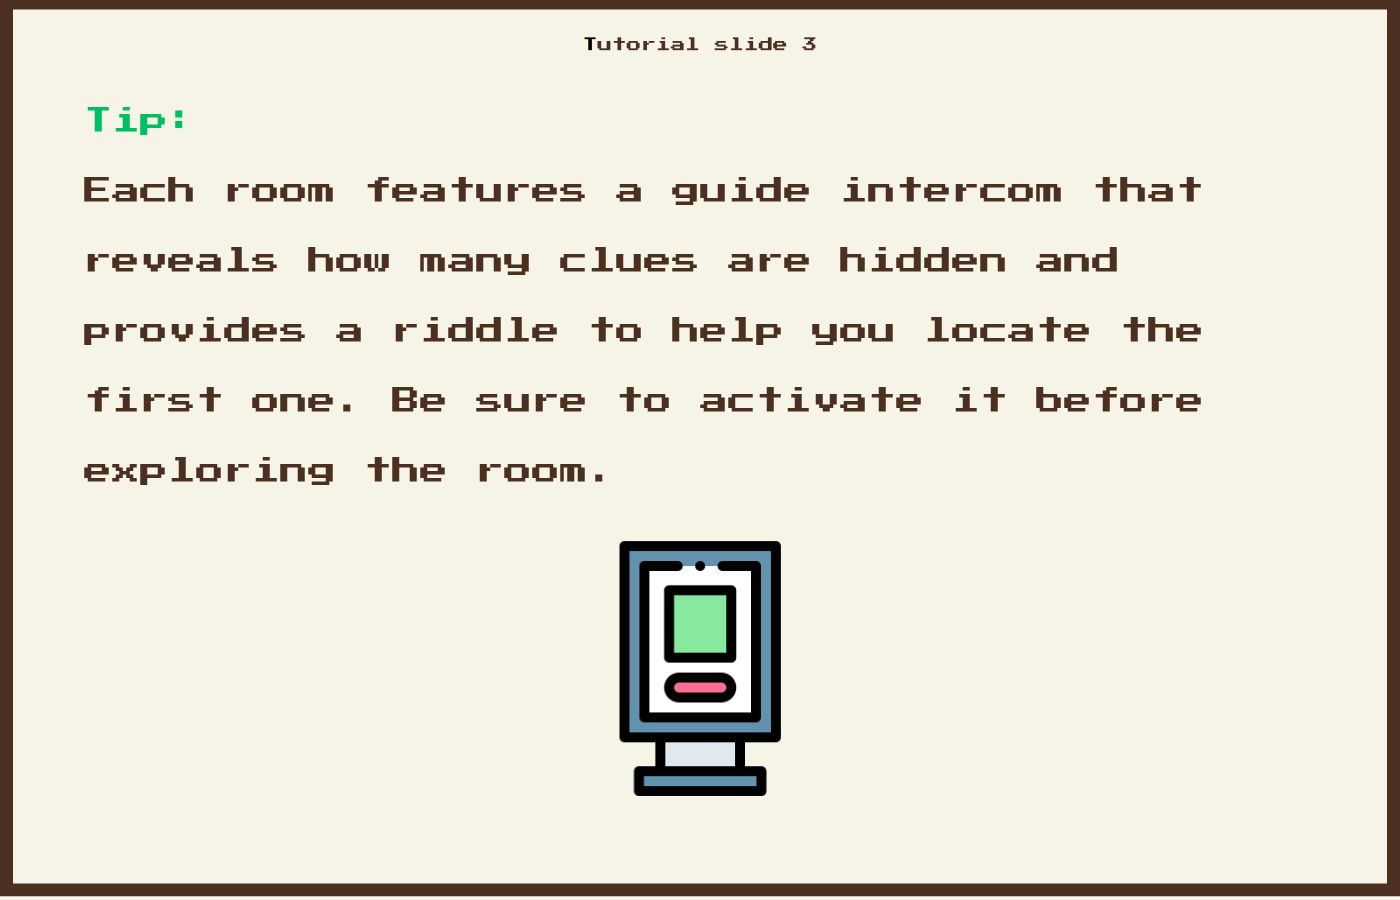 Tutorial slide 3
Tip:
Each room features a guide intercom that
reveals how many clues are hidden and
provides a riddle to help you locate the
first one. Be sure to activate it before
exploring the room.